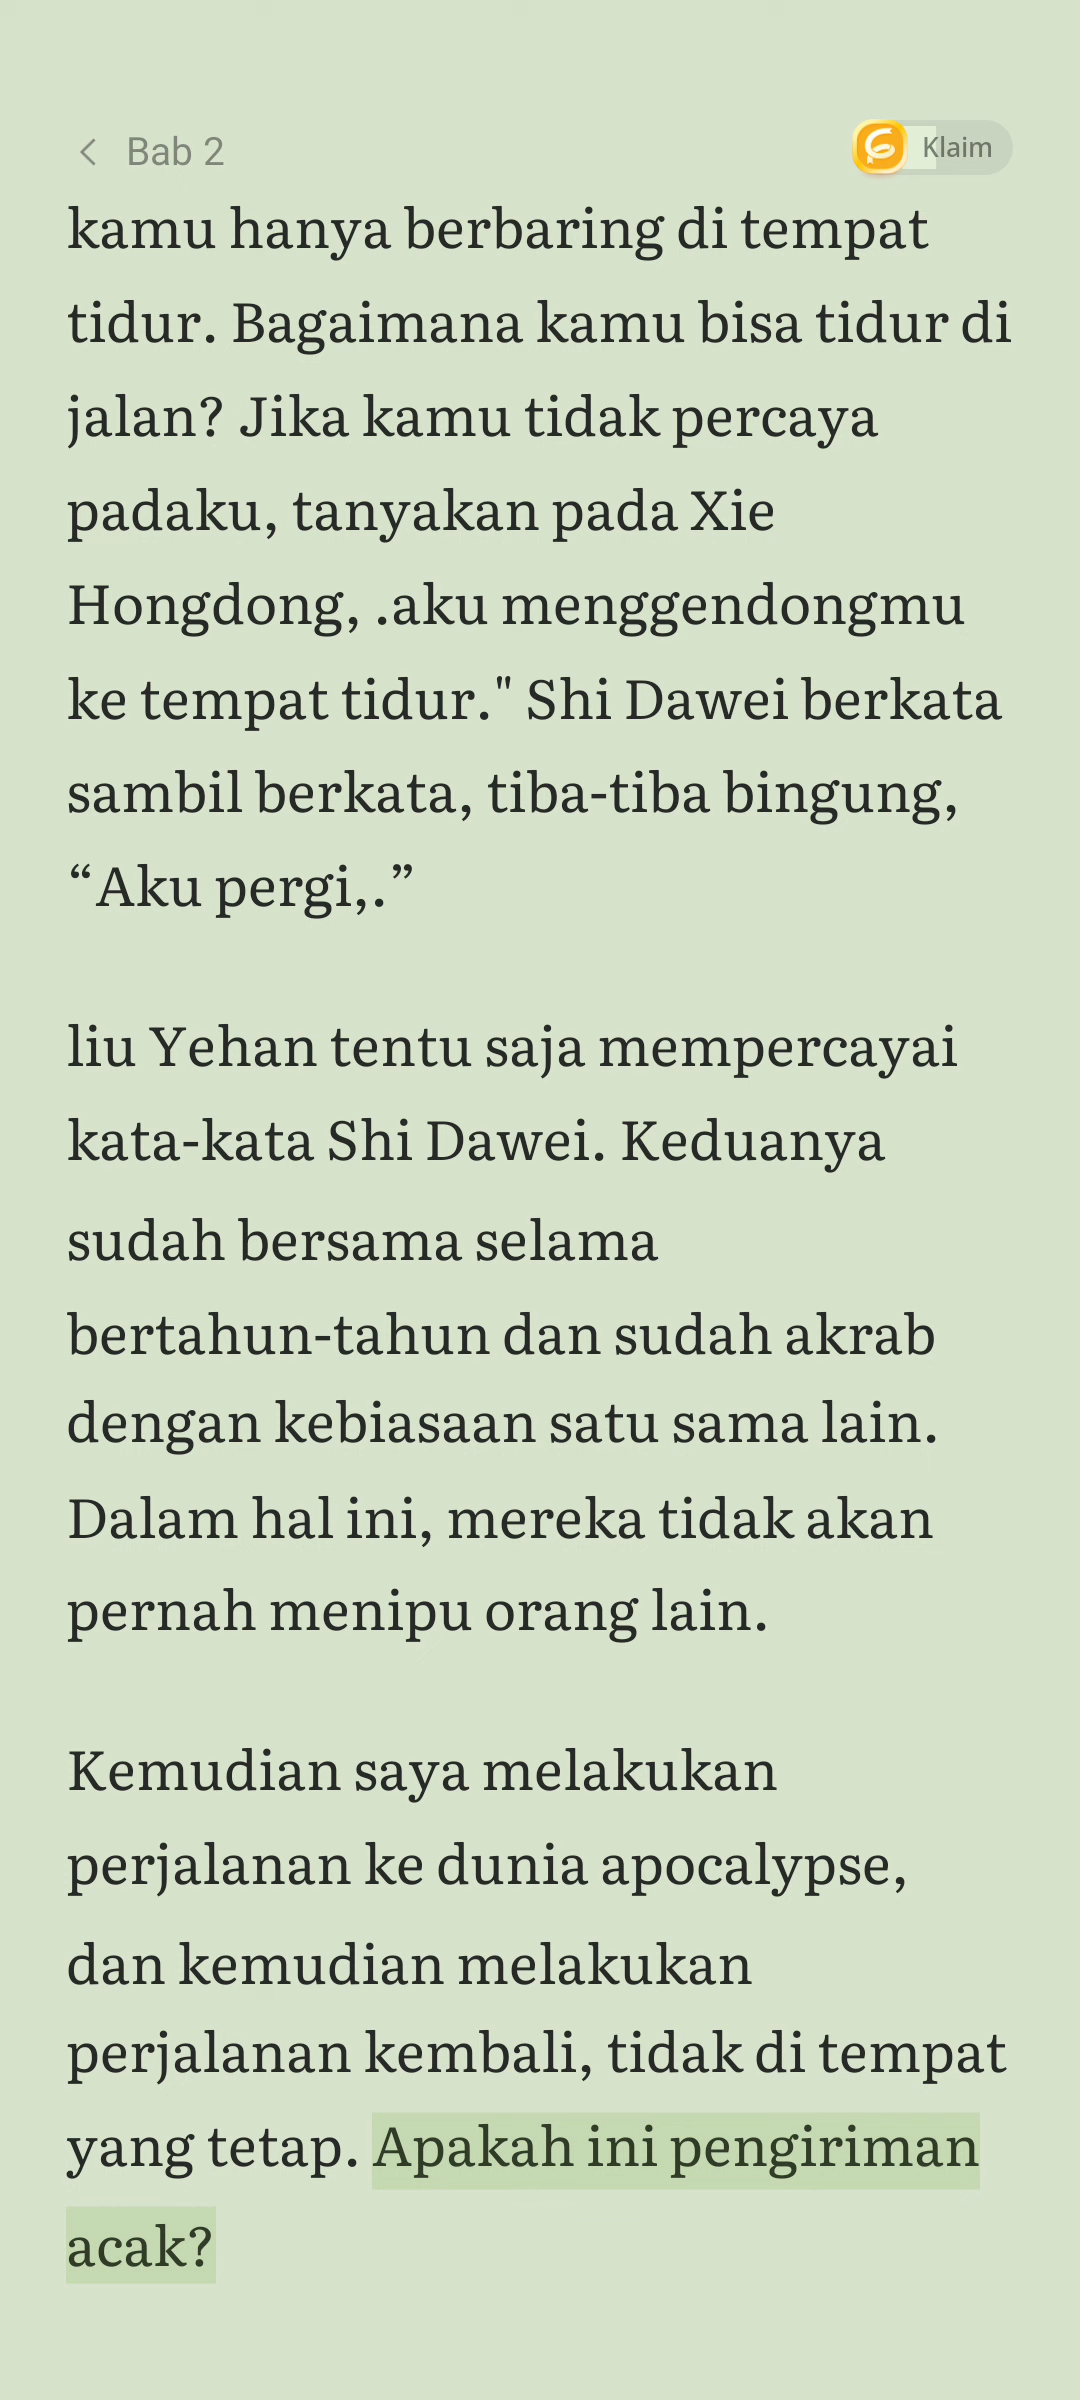 Bab 2
Klaim
kamu hanya berbaring di tempat
tidur. Bagaimana kamu bisa tidur di
jalan? Jika kamu tidak percaya
padaku, tanyakan pada Xie
Hongdong, .aku menggendongmu
ke tempat tidur." Shi Dawei berkata
sambil berkata, tiba-tiba bingung,
“Aku pergi,.”
liu Yehan tentu saja mempercayai
kata-kata Shi Dawei. Keduanya
sudah bersama selama
bertahun-tahun dan sudah akrab
dengan kebiasaan satu sama lain.
Dalam hal ini, mereka tidak akan
pernah menipu orang lain.
Kemudian saya melakukan
perjalanan ke dunia apocalypse,
dan kemudian melakukan
perjalanan kembali, tidak di tempat
yang tetap. Apakah ini pengiriman
acak?